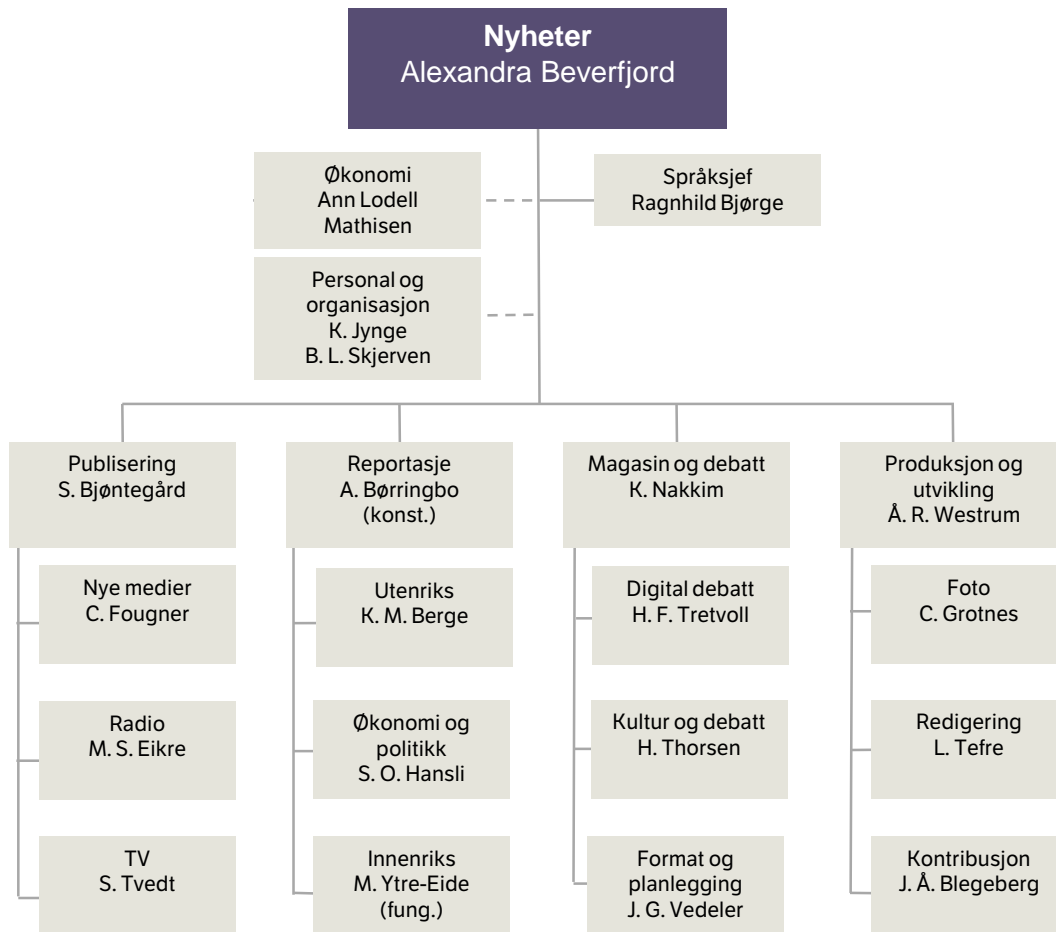 Nyheter
Alexandra Beverfjord
Økonomi
Ann Lodell
Mathisen
Språksjef
Ragnhild Bjørge
Personal og
organisasjon
K. Jynge
B. L. Skjerven
Publisering
S. Bjøntegård
Reportasje
A. Børringbo
(konst.)
Magasin og debatt
K. Nakkim
Produksjon og
utvikling
Å. R. Westrum
Nye medier
C. Fougner
Utenriks
K. M. Berge
Digital debatt
H. F. Tretvoll
Foto
C. Grotnes
Radio
M. S. Eikre
Økonomi og
politikk
S. O. Hansli
Kultur og debatt
H. Thorsen
Redigering
L. Tefre
TV
S. Tvedt
Innenriks
M. Ytre-Eide
(fung.)
Format og
planlegging
J. G. Vedeler
Kontribusjon
J. Å. Blegeberg